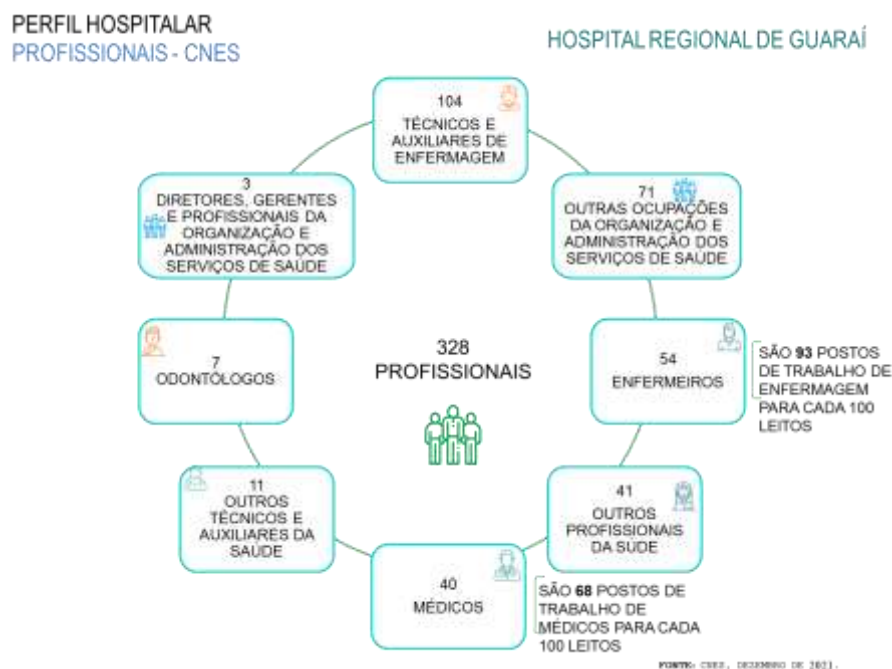 PERFIL HOSPITALAR
PROFISSIONAIS - CNES
HOSPITAL REGIONAL DE GUARAÍ
104
TÉCNICOS E
AUXILIARES DE
ENFERMAGEM
3
DIRETORES, GERENTES
E PROFISSIONAIS DA
ORGANIZAÇÃO E
ADMINISTRAÇÃO DOS
SERVIÇOS DE SAÚDE
71
OUTRAS OCUPAÇÕES
DA ORGANIZAÇÃO E
ADMINISTRAÇÃO DOS
SERVIÇOS DE SAÚDE
7
ODONTÓLOGOS
328
PROFISSIONAIS
54
ENFERMEIROS
SÃO 93 POSTOS
DE TRABALHO DE
ENFERMAGEM
PARA CADA 100
LEITOS
11
OUTROS
TÉCNICOS E
AUXILIARES DA
SAÚDE
41
OUTROS
PROFISSIONAIS
DA SÚDE
40
MÉDICOS
SÃO 68 POSTOS DE
TRABALHO DE
MÉDICOS PARA CADA
100 LEITOS
FONTE: CNES, DEZEMBRO DE 2021.